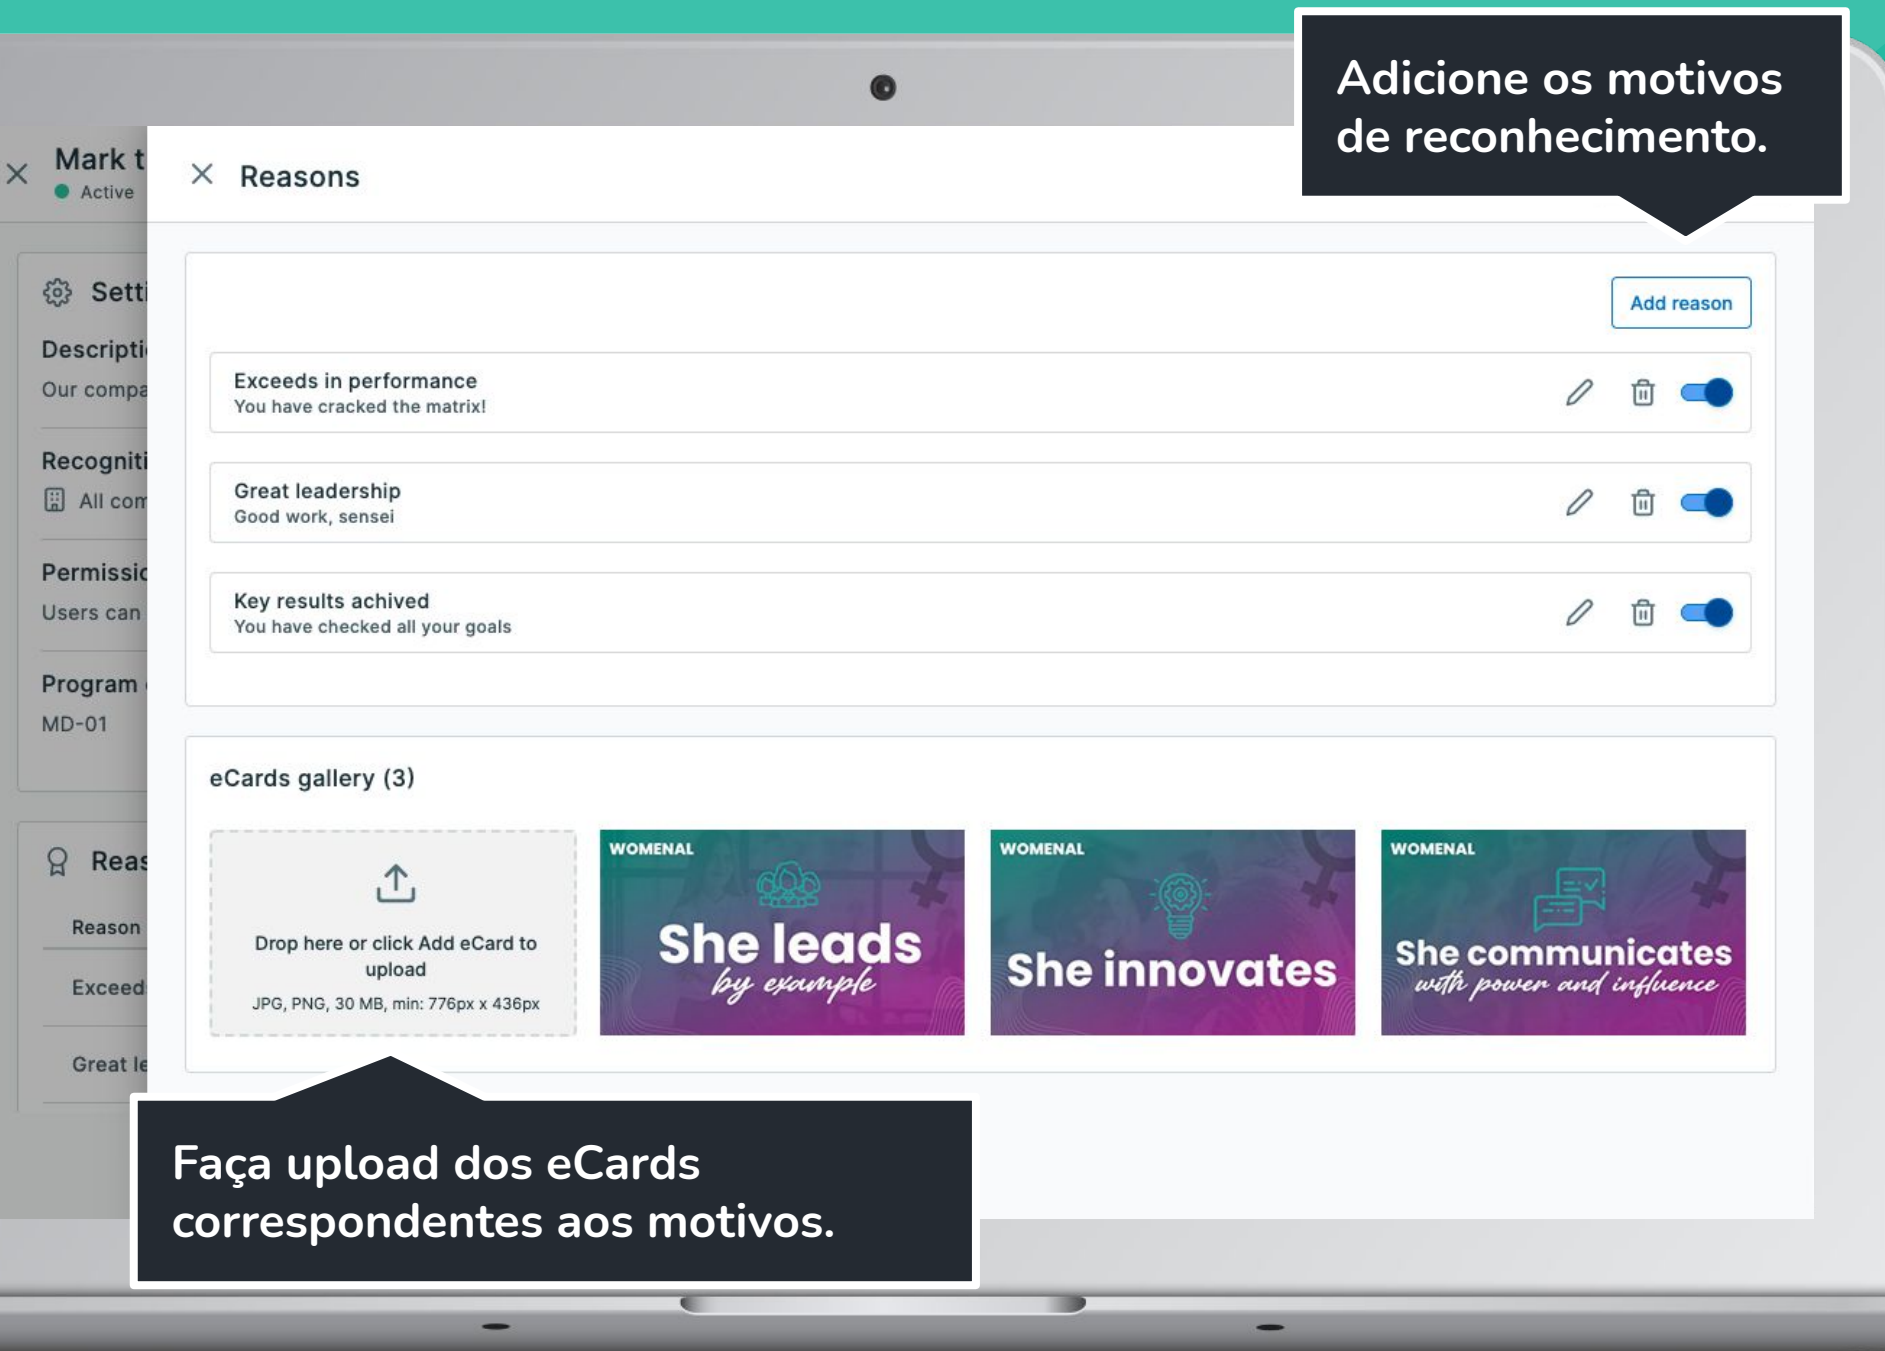 Adicione os motivos
de reconhecimento.
Mark t
Active
Reasons
Setti
Descripti
Our compa
Recogniti
All com
Permissic
Users can
Program
MD-01
Reas
Reason
Exceed
Great le
Add reason
Exceeds in performance
You have cracked the matrix!
Great leadership
Good work, sensei
Key results achived
You have checked all your goals
eCards gallery (3)
Drop here or click Add eCard to
upload
JPG, PNG, 30 MB, min: 776px x 436px
WOMENAL
She leads
by example
WOMENAL
She innovates
WOMENAL
She communicates
with power and influence
Faça upload dos eCards
correspondentes aos motivos.